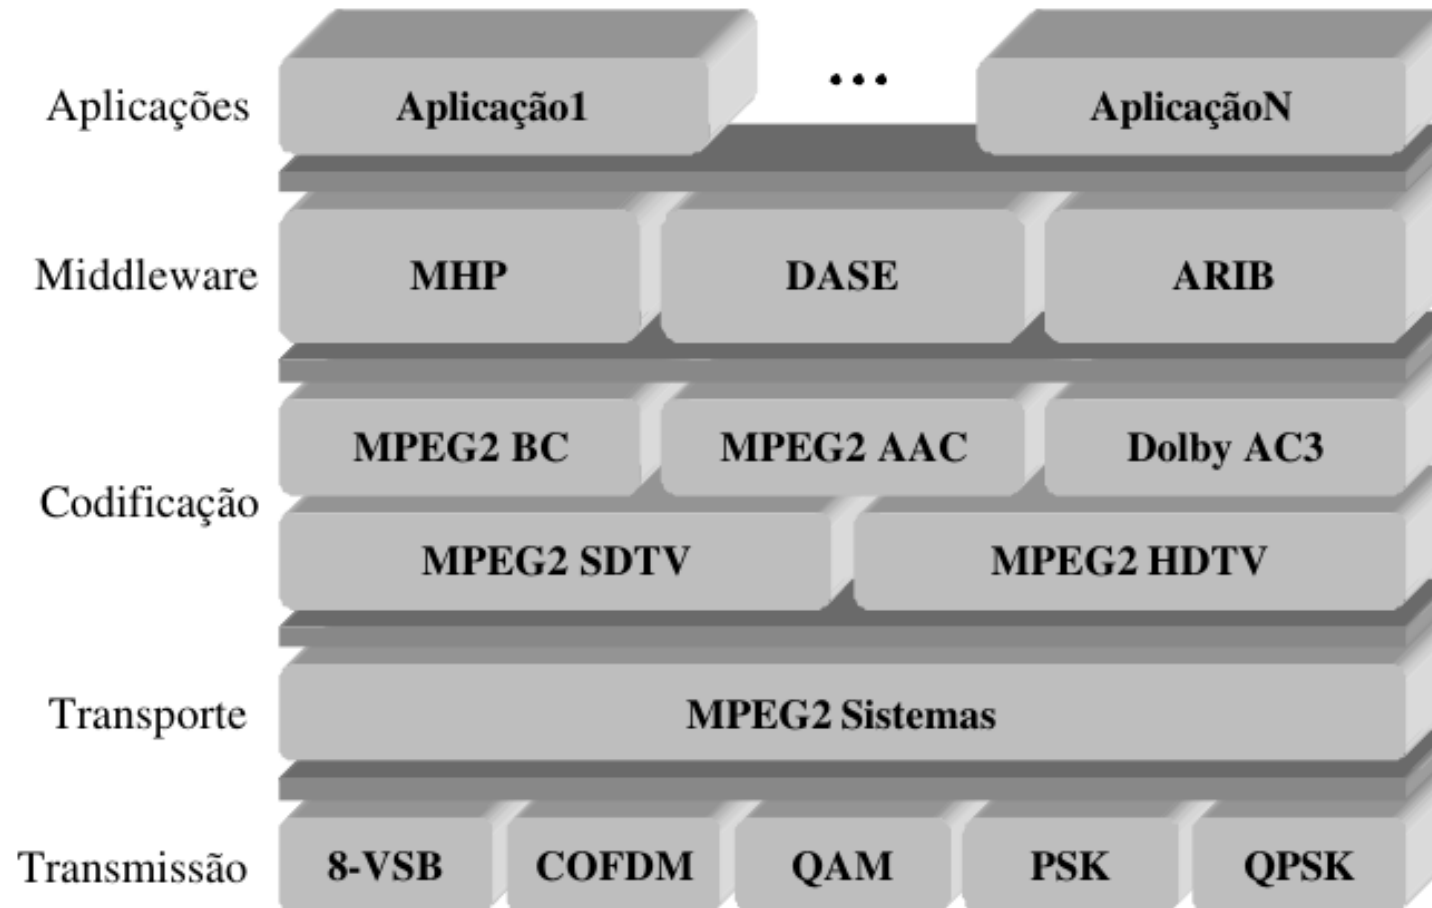 Aplicações
Aplicação1
...
AplicaçãoN
Middleware
MHP
DASE
ARIB
Codificação
MPEG2 BC
MPEG2 AAC
Dolby AC3
MPEG2 SDTV
MPEG2 HDTV
Transporte
MPEG2 Sistemas
Transmissão
8-VSB
COFDM
QAM
PSK
QPSK